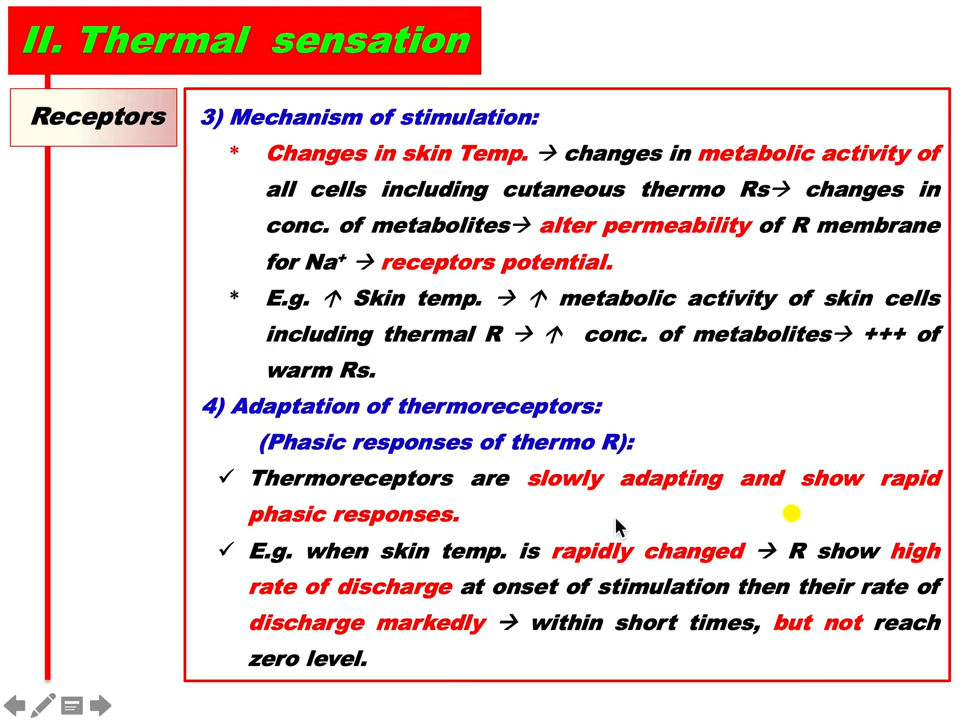 II. Thermal sensation
Receptors
3) Mechanism of stimulation:
* Changes in skin Temp. → changes in metabolic activity of
all cells including cutaneous thermo Rs→ changes in
conc. of metabolites→ alter permeability of R membrane
for Na⁺ → receptors potential.
* E.g. ↑ Skin temp. → ↑ metabolic activity of skin cells
including thermal R → ↑ conc. of metabolites→ +++ of
warm Rs.
4) Adaptation of thermoreceptors:
(Phasic responses of thermo R):
✓ Thermoreceptors are slowly adapting and show rapid
phasic responses.
✓ E.g. when skin temp. is rapidly changed → R show high
rate of discharge at onset of stimulation then their rate of
discharge markedly → within short times, but not reach
zero level.